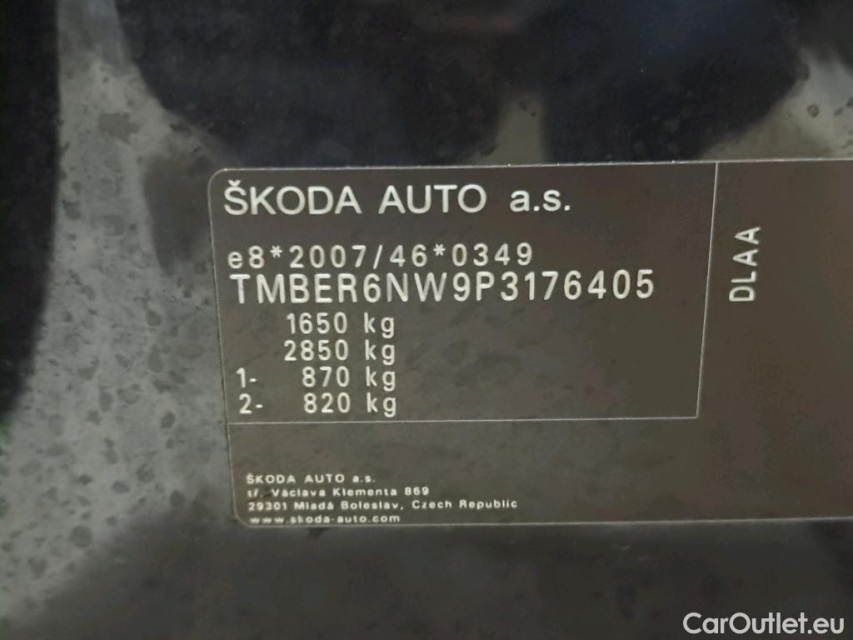 ŠKODA AUTO a.s.
e8*2007/46*0349
TMBER6NW9P3176405
1650 kg
2850 kg
1- 870 kg
2- 820 kg
DLAA
ŠKODA AUTO a.s.
tř. Václava Klementa 869
29301 Mladá Boleslav, Czech Republic
www.skoda-auto.com
CarOutlet.eu